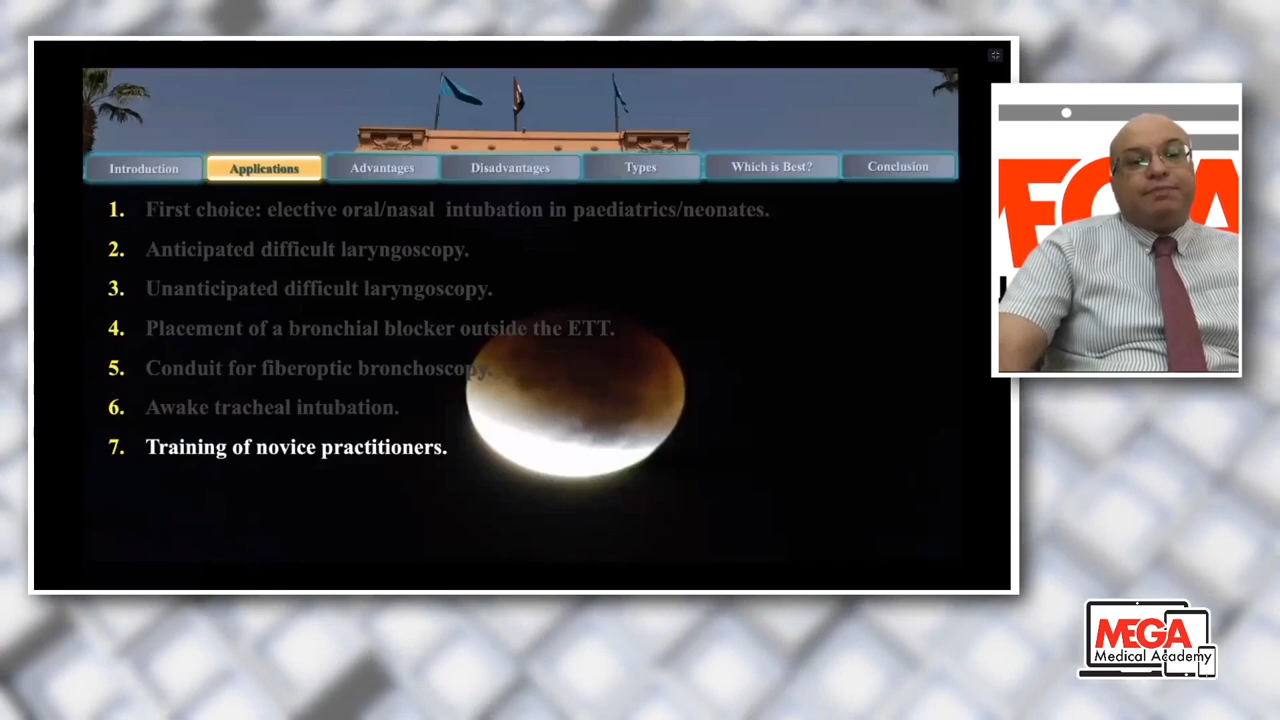 Introduction
Applications
Advantages
Disadvantages
Types
Which is Best?
Conclusion
1. First choice: elective oral/nasal intubation in paediatrics/neonates.
2. Anticipated difficult laryngoscopy.
3. Unanticipated difficult laryngoscopy.
4. Placement of a bronchial blocker outside the ETT.
5. Conduit for fiberoptic bronchoscopy.
6. Awake tracheal intubation.
7. Training of novice practitioners.
MEGA
Medical Academy